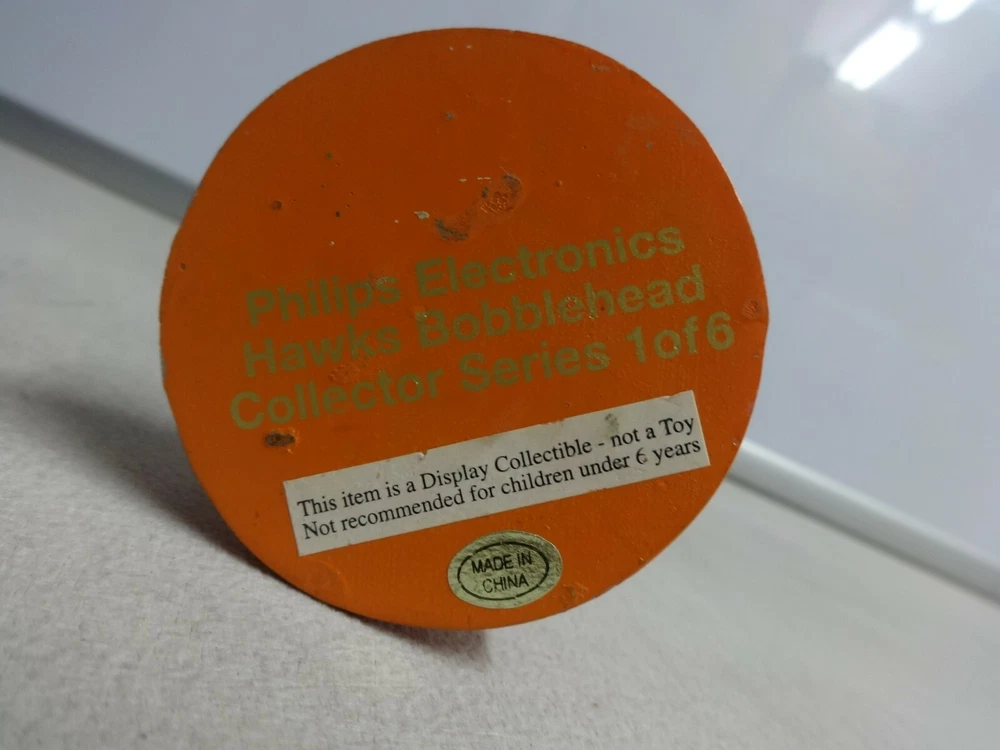 Philips Electronics
Hawks Bobblehead
Collector Series 1of6
This item is a Display Collectible - not a Toy
Not recommended for children under 6 years
MADE IN
CHINA